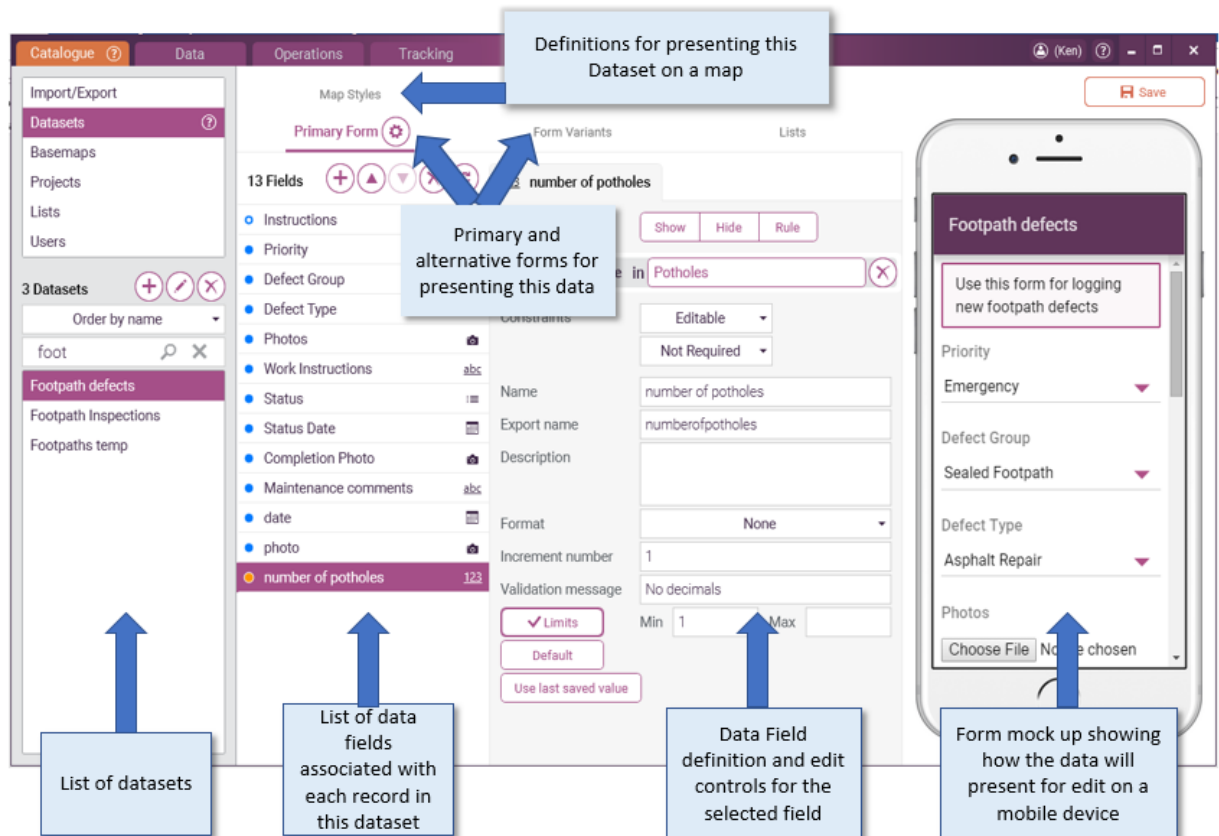 Definitions for presenting this
Dataset on a map
Catalogue
Data
Operations
Tracking
(Ken)
Import/Export
Datasets
Basemaps
Projects
Lists
Users
3 Datasets
Order by name
foot
Footpath defects
Footpath Inspections
Footpaths temp
Map Styles
Save
Primary Form
Form Variants
Lists
13 Fields
Instructions
Priority
Defect Group
Defect Type
Photos
Work Instructions abc
Status
Status Date
Completion Photo
Maintenance comments abc
date
photo
number of potholes 123
Primary and
alternative forms for
presenting this data
number of potholes
Show Hide Rule
in Potholes
Constraints Editable
Not Required
Name number of potholes
Export name numberofpotholes
Description
Format None
Increment number 1
Validation message No decimals
Limits Min 1 Max
Default
Use last saved value
Footpath defects
Use this form for logging
new footpath defects
Priority
Emergency
Defect Group
Sealed Footpath
Defect Type
Asphalt Repair
Photos
Choose File chosen
List of datasets
List of data
fields
associated with
each record in
this dataset
Data Field
definition and edit
controls for the
selected field
Form mock up showing
how the data will
present for edit on a
mobile device